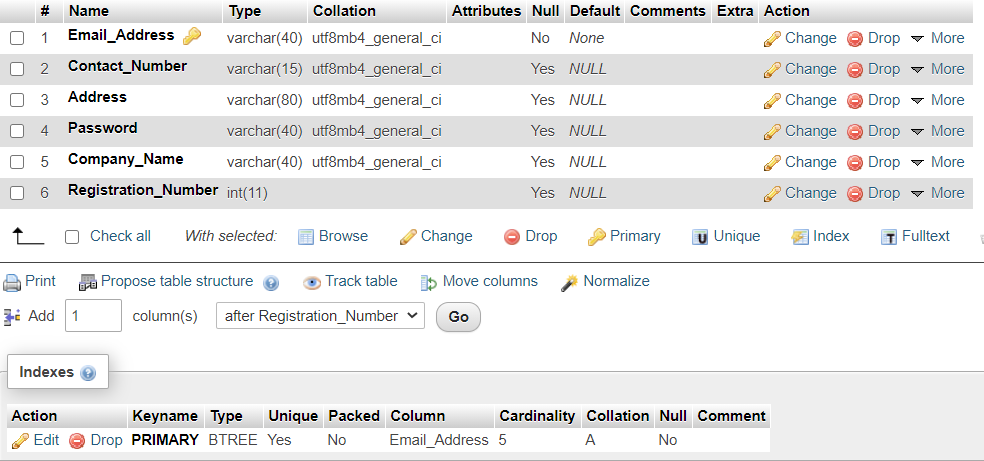 # Name Type Collation Attributes Null Default Comments Extra Action
1 Email_Address varchar(40) utf8mb4_general_ci No None Change Drop More
2 Contact_Number varchar(15) utf8mb4_general_ci Yes NULL Change Drop More
3 Address varchar(80) utf8mb4_general_ci Yes NULL Change Drop More
4 Password varchar(40) utf8mb4_general_ci Yes NULL Change Drop More
5 Company_Name varchar(40) utf8mb4_general_ci Yes NULL Change Drop More
6 Registration_Number int(11) Yes NULL Change Drop More
Check all With selected: Browse Change Drop Primary U Unique Index T Fulltext
Print Propose table structure Track table Move columns Normalize
Add 1 column(s) after Registration_Number Go
Indexes
Action Keyname Type Unique Packed Column Cardinality Collation Null Comment
Edit Drop PRIMARY BTREE Yes No Email_Address 5 A No